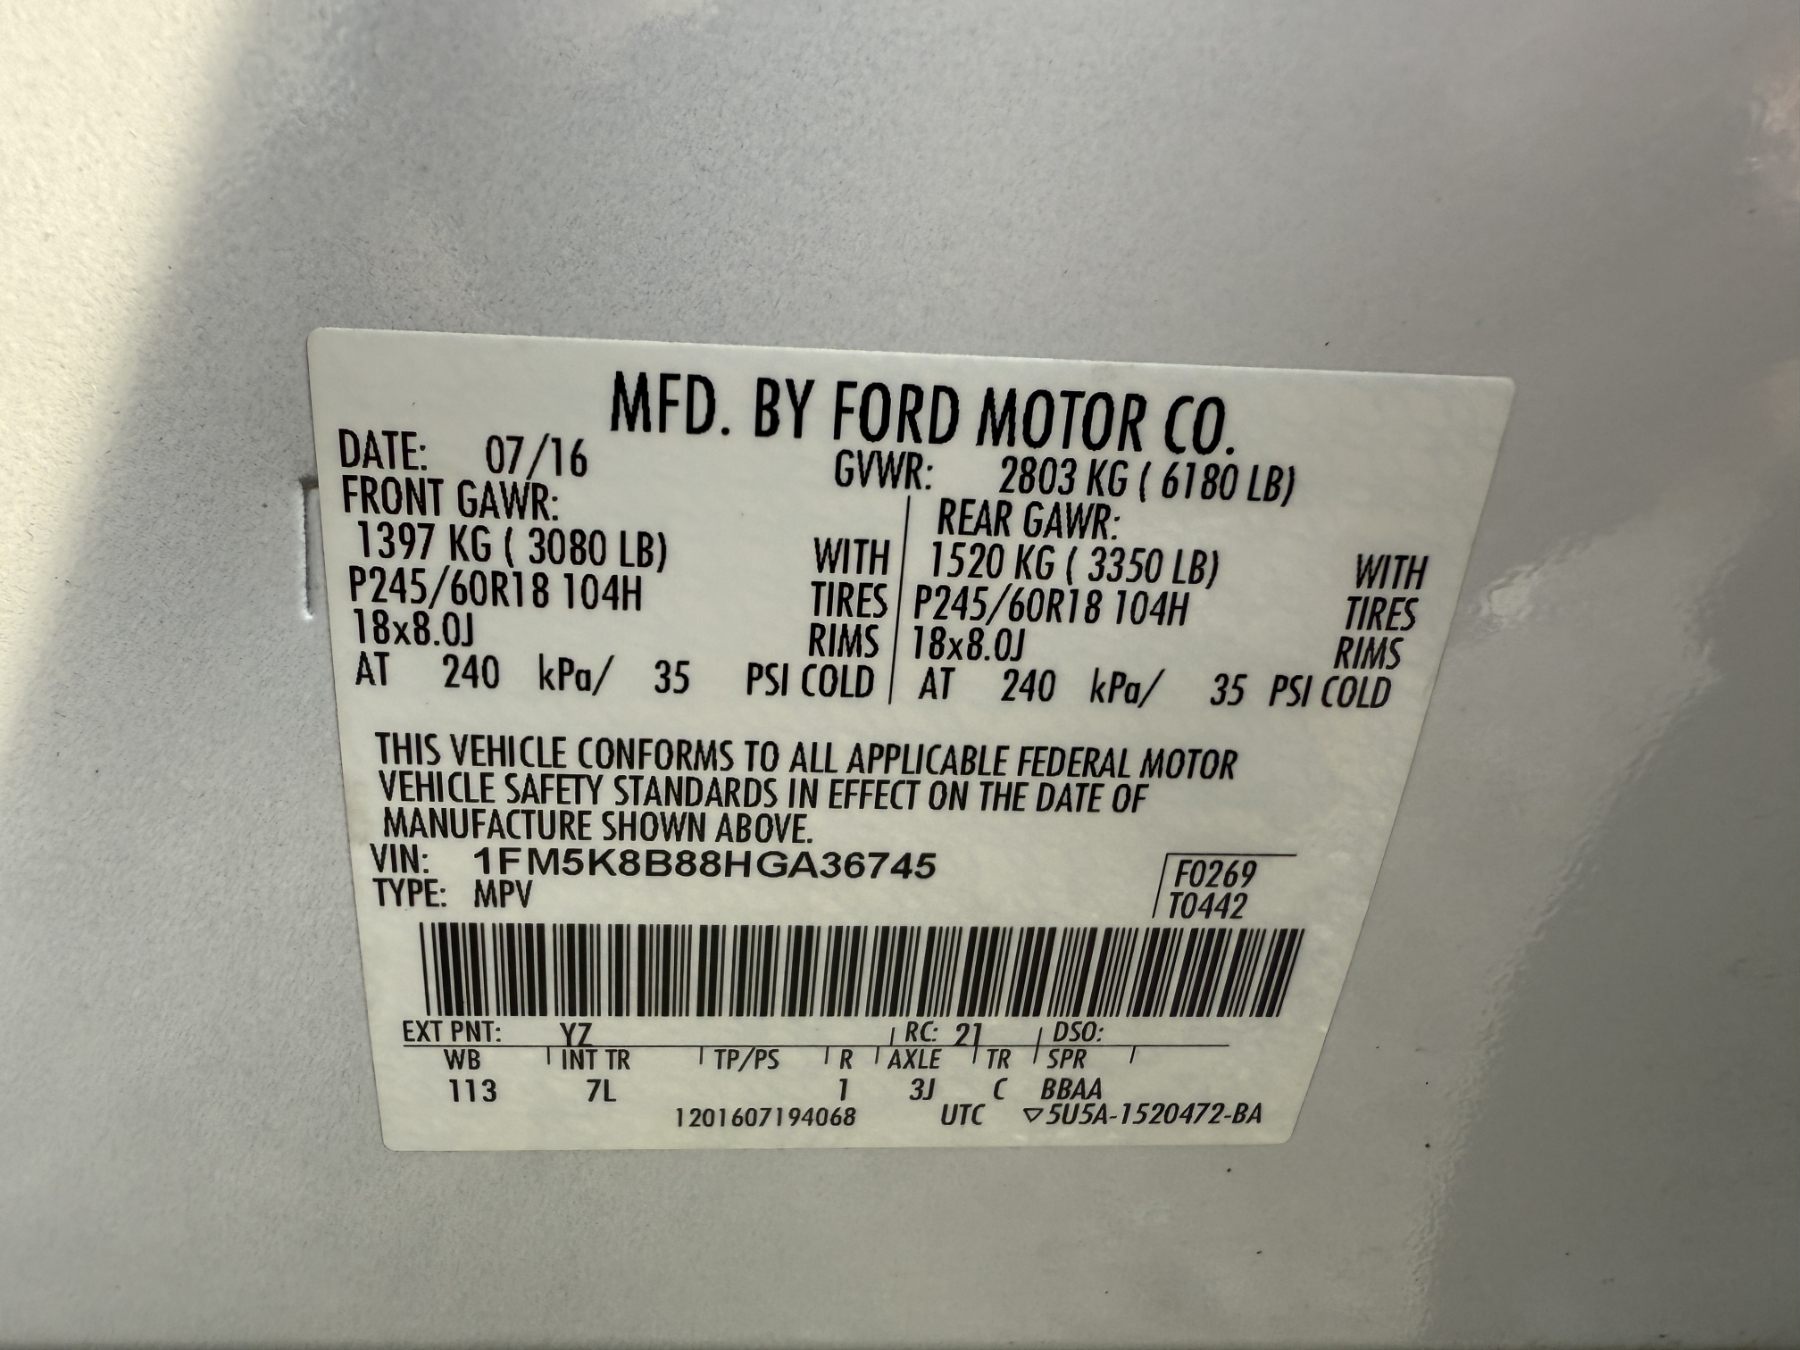 MFD. BY FORD MOTOR CO.
DATE: 07/16 GVWR: 2803 KG ( 6180 LB)
FRONT GAWR: REAR GAWR:
1397 KG ( 3080 LB) WITH 1520 KG ( 3350 LB) WITH
P245/60R18 104H TIRES P245/60R18 104H TIRES
18x8.0J RIMS 18x8.0J RIMS
AT 240 kPa/ 35 PSI COLD AT 240 kPa/ 35 PSI COLD
THIS VEHICLE CONFORMS TO ALL APPLICABLE FEDERAL MOTOR
VEHICLE SAFETY STANDARDS IN EFFECT ON THE DATE OF
MANUFACTURE SHOWN ABOVE.
VIN: 1FM5K8B88HGA36745 F0269
TYPE: MPV T0442
EXT PNT: YZ RC: 21 DSO:
WB INT TR TP/PS R AXLE TR SPR
113 7L 1 3J C BBAA
1201607194068 UTC ▽5U5A-1520472-BA